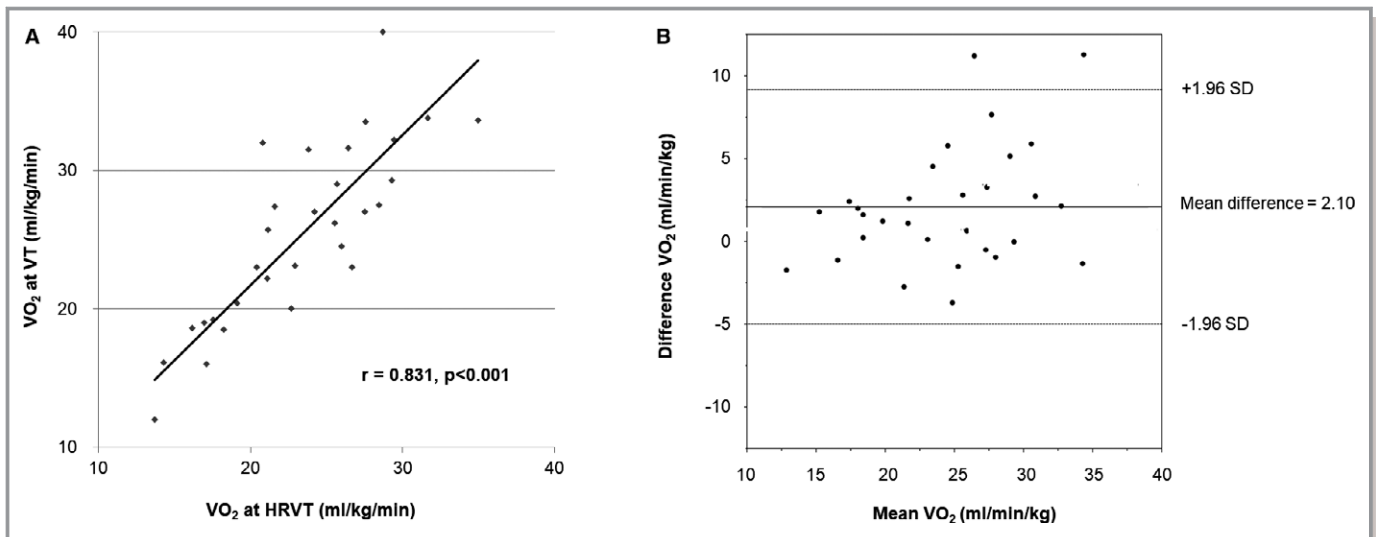 A
40
30
20
10
VO₂ at VT (ml/kg/min)
r = 0.831, p<0.001
10 20 30 40
VO₂ at HRVT (ml/kg/min)
B
10
5
0
-5
-10
Difference VO₂ (ml/min/kg)
+1.96 SD
Mean difference = 2.10
-1.96 SD
10 15 20 25 30 35 40
Mean VO₂ (ml/min/kg)